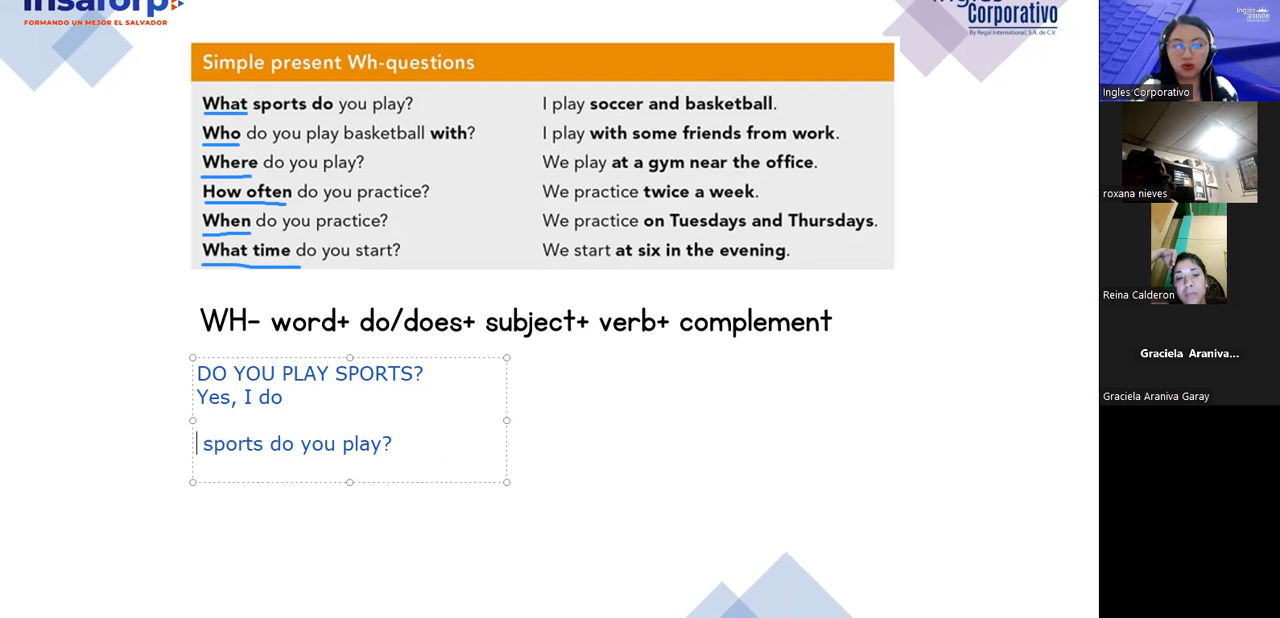 insaforp
FORMANDO UN MEJOR EL SALVADOR
Inglés
Corporativo
By Regal International, S.A. de C.V.
Simple present Wh-questions
What sports do you play? I play soccer and basketball.
Who do you play basketball with? I play with some friends from work.
Where do you play? We play at a gym near the office.
How often do you practice? We practice twice a week.
When do you practice? We practice on Tuesdays and Thursdays.
What time do you start? We start at six in the evening.
WH- word+ do/does+ subject+ verb+ complement
DO YOU PLAY SPORTS?
Yes, I do
sports do you play?
Ingles Corporativo
roxana nieves
Reina Calderon
Graciela Araniva...
Graciela Araniva Garay